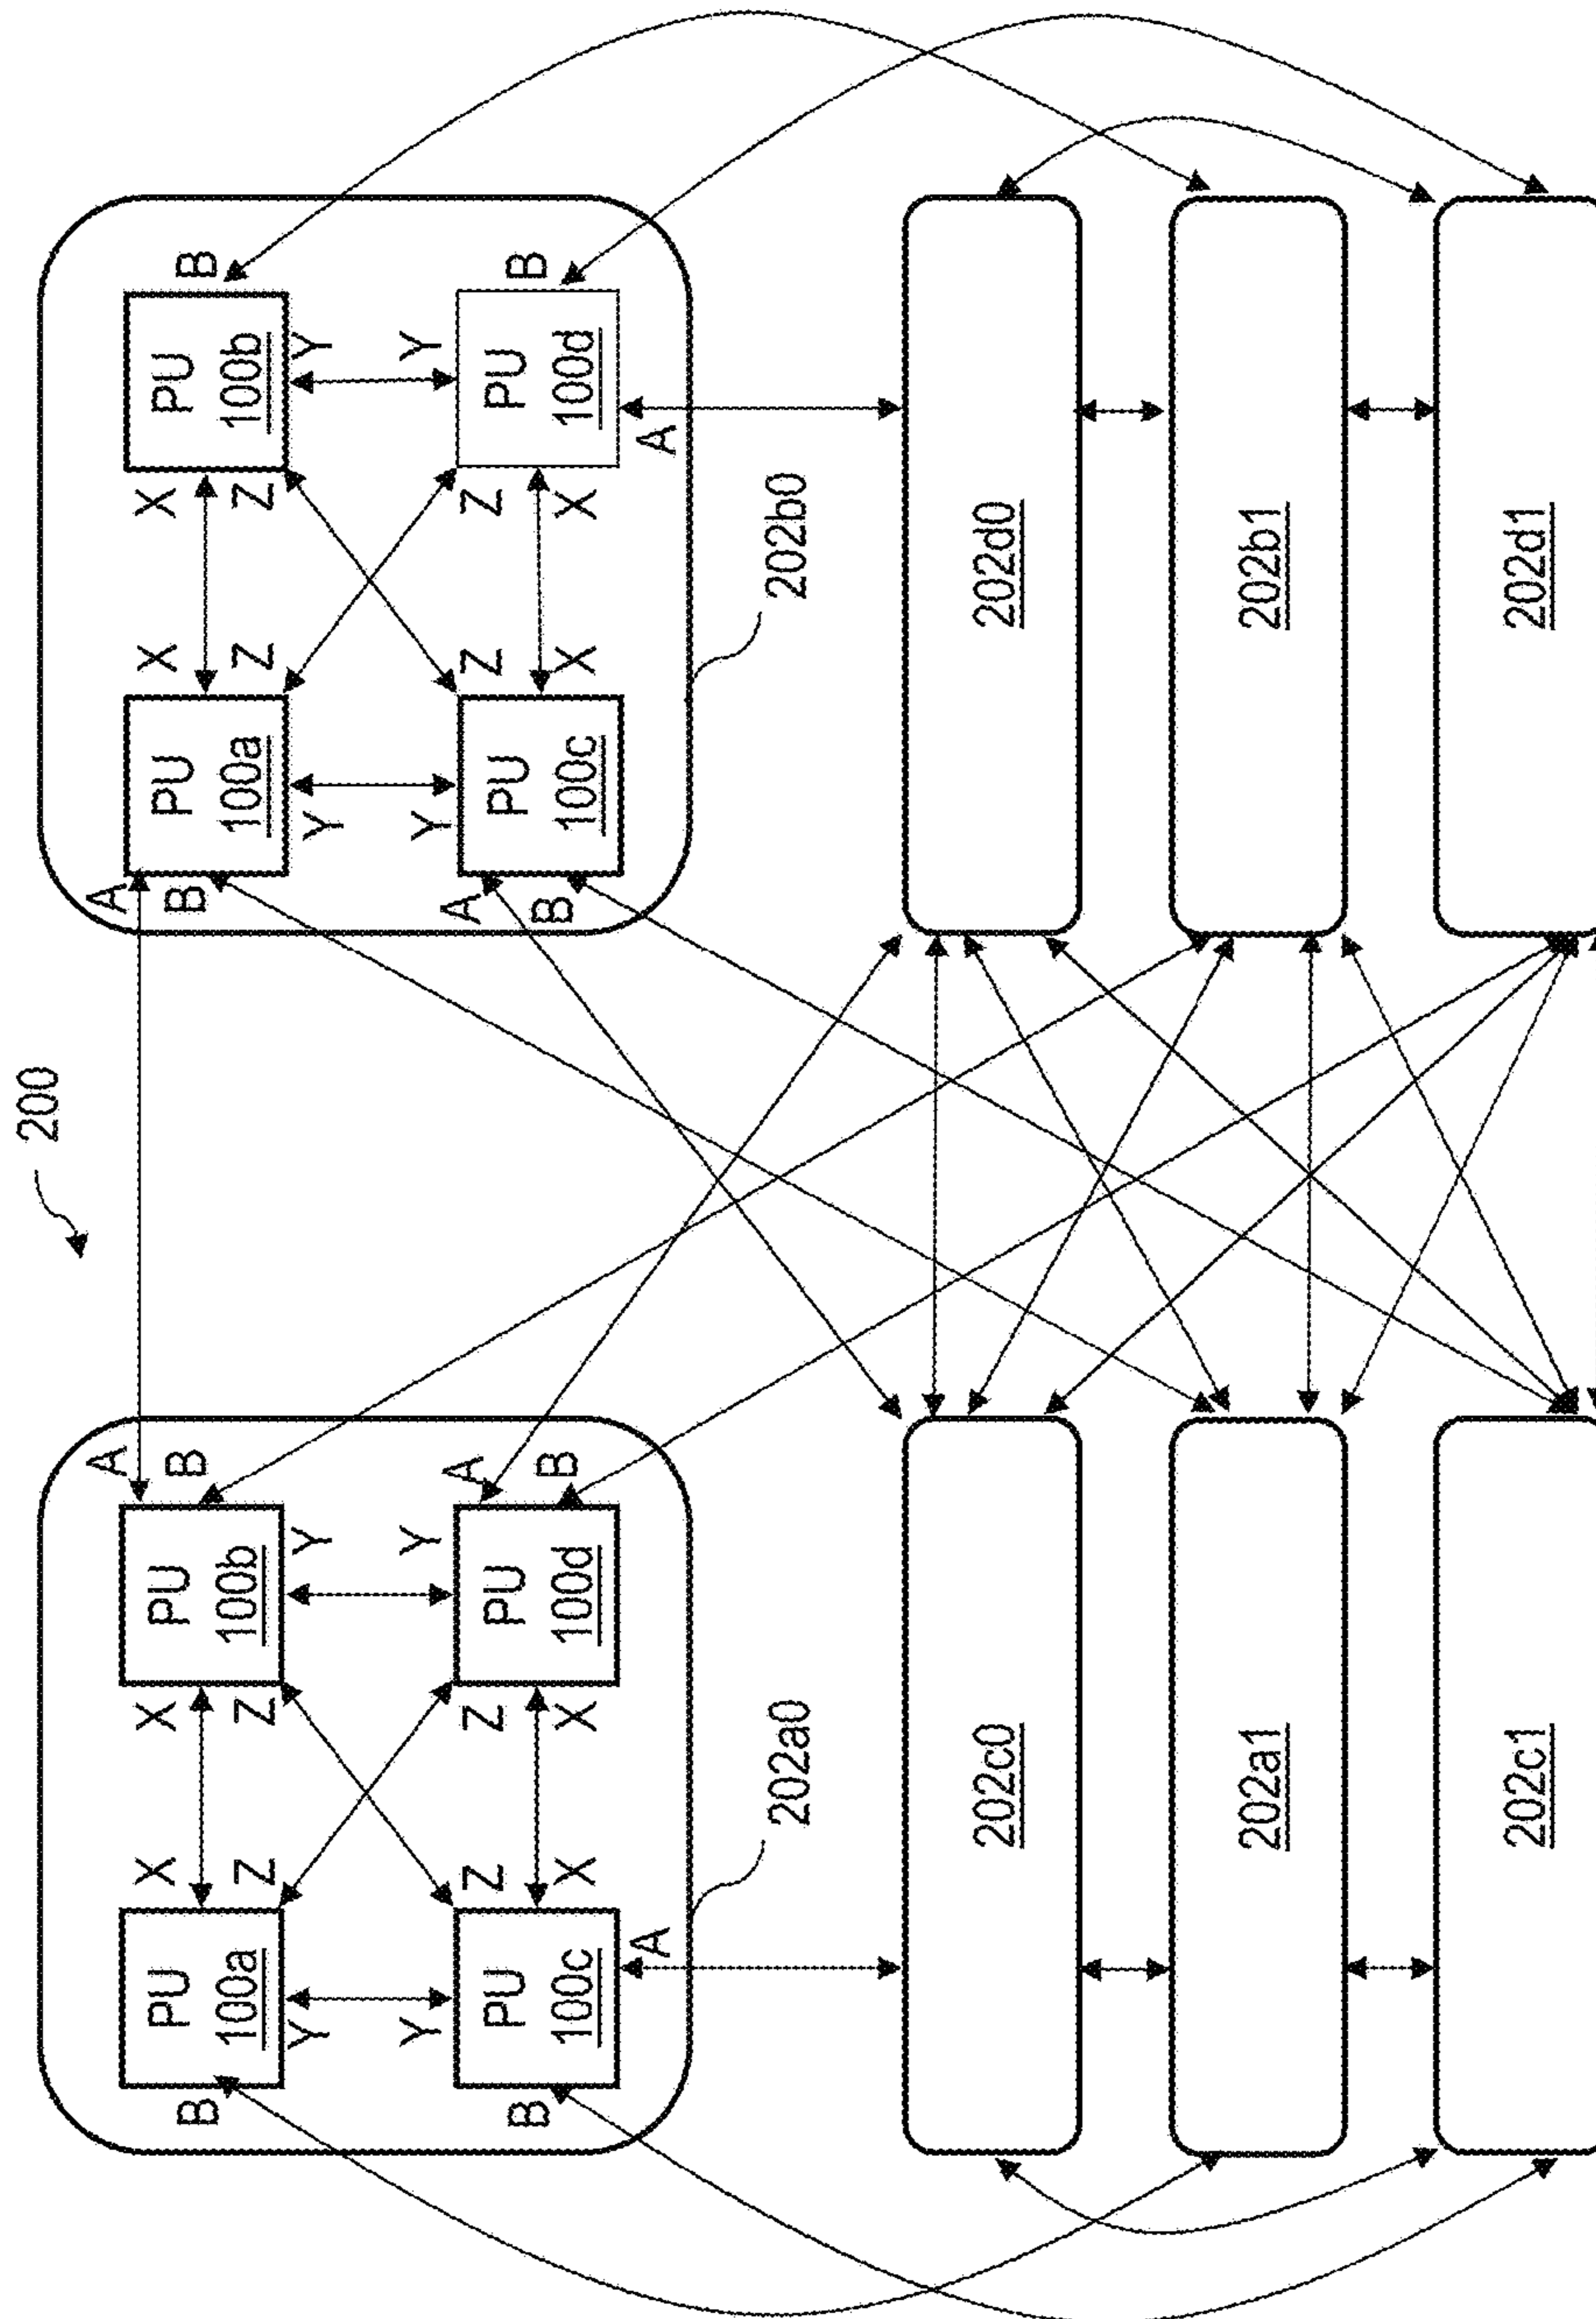 200
A A
PU X X PU B B PU X X PU
B B
100a Z Z 100b 100a Z Z 100b
Y Y Y Y
Y Y Y Y
A A
PU Z Z PU PU Z Z PU
B B B B
100c X X 100d 100c X X 100d
A A
202a0 202b0
202c0 202d0
202a1 202b1
202c1 202d1